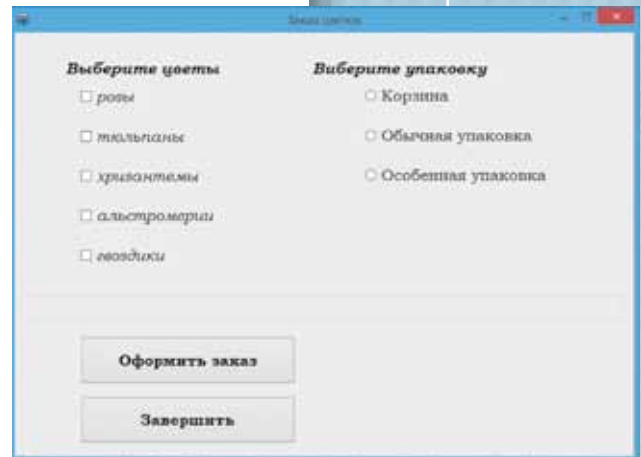 Заказ цветов
Выберите цветы
розы
тюльпаны
хризантемы
альстромерии
гвоздики
Виберите упаковку
Корзина
Обычная упаковка
Особенная упаковка
Оформить заказ
Завершить